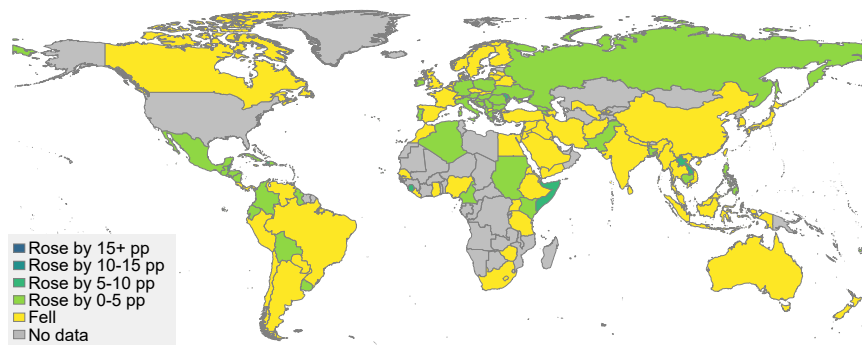 Rose by 15+ pp
Rose by 10-15 pp
Rose by 5-10 pp
Rose by 0-5 pp
Fell
No data